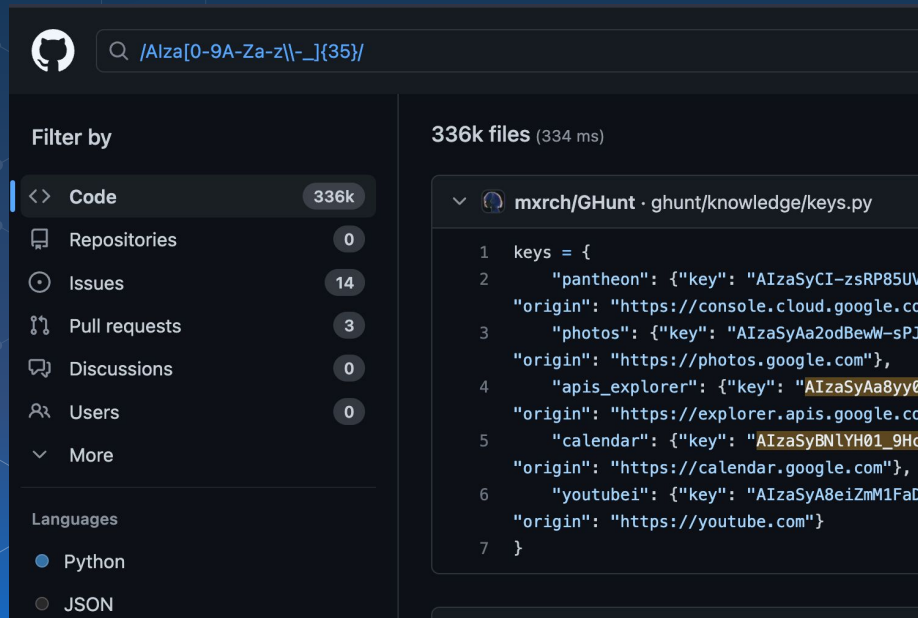 /AIza[0-9A-Za-z\\-_]{35}/
Filter by
Code 336k
Repositories 0
Issues 14
Pull requests 3
Discussions 0
Users 0
More
Languages
Python
JSON
336k files (334 ms)
mxrch/GHunt · ghunt/knowledge/keys.py
1 keys = {
2 "pantheon": {"key": "AIzaSyCI-zsRP85UV
"origin": "https://console.cloud.google.co
3 "photos": {"key": "AIzaSyAa2odBewW-sPJ
"origin": "https://photos.google.com"},
4 "apis_explorer": {"key": "AIzaSyAa8yy0
"origin": "https://explorer.apis.google.co
5 "calendar": {"key": "AIzaSyBNlYH01_9Hc
"origin": "https://calendar.google.com"},
6 "youtubei": {"key": "AIzaSyA8eiZmM1FaD
"origin": "https://youtube.com"}
7 }